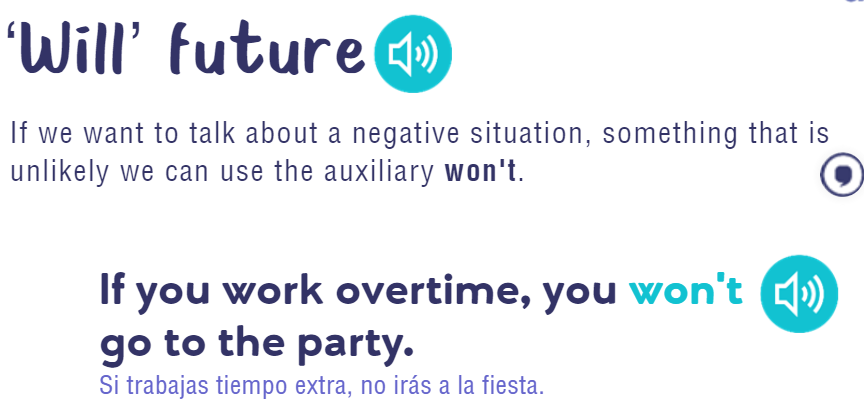 ‘Will’ future
If we want to talk about a negative situation, something that is
unlikely we can use the auxiliary won't.
If you work overtime, you won't
go to the party.
Si trabajas tiempo extra, no irás a la fiesta.